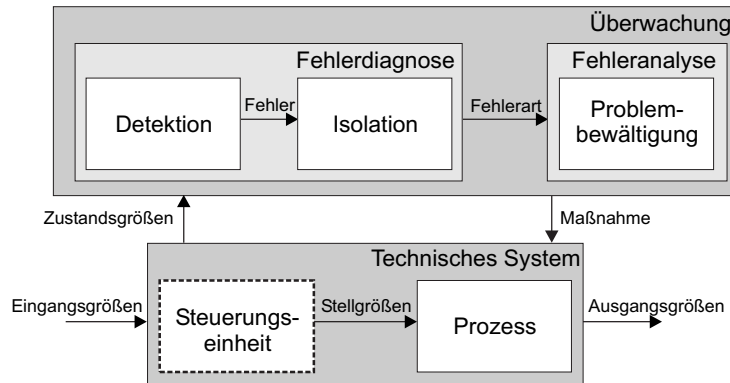 Überwachung
Fehlerdiagnose
Fehleranalyse
Detektion
Fehler
Isolation
Fehlerart
Problem-
bewältigung
Zustandsgrößen
Maßnahme
Technisches System
Eingangsgrößen
Steuerungs-
einheit
Stellgrößen
Prozess
Ausgangsgrößen